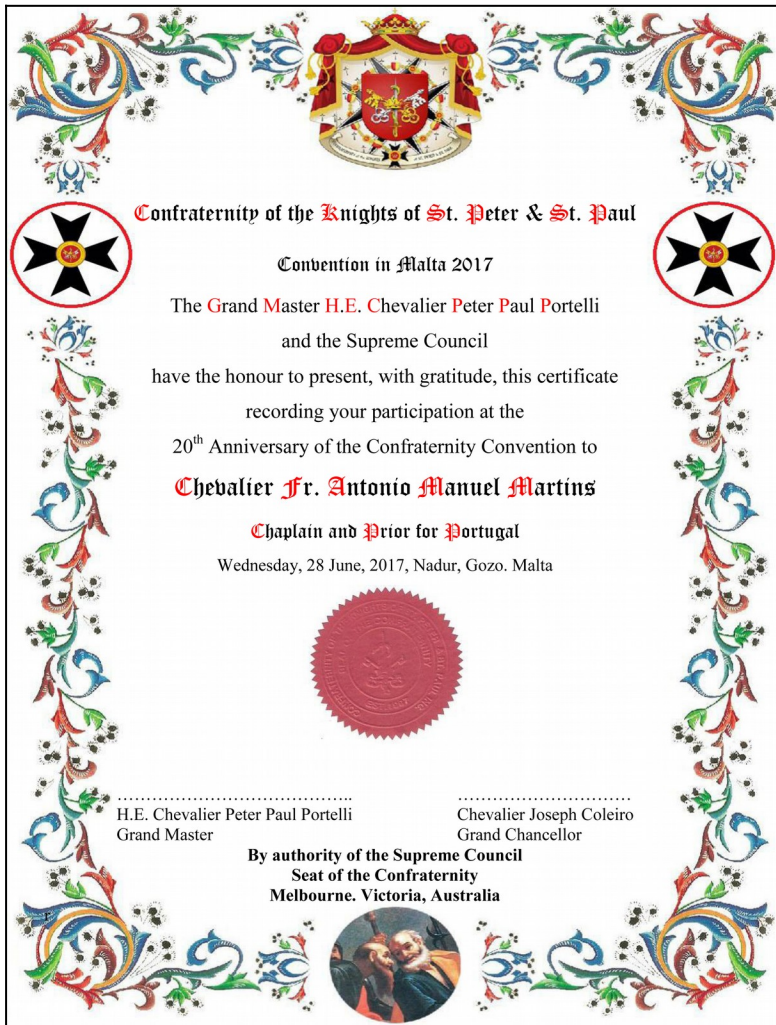 Confraternity of the Knights of St. Peter & St. Paul
Convention in Malta 2017
The Grand Master H.E. Chevalier Peter Paul Portelli
and the Supreme Council
have the honour to present, with gratitude, this certificate
recording your participation at the
20th Anniversary of the Confraternity Convention to
Chevalier Fr. Antonio Manuel Martins
Chaplain and Prior for Portugal
Wednesday, 28 June, 2017, Nadur, Gozo. Malta
H.E. Chevalier Peter Paul Portelli
Grand Master
Chevalier Joseph Coleiro
Grand Chancellor
By authority of the Supreme Council
Seat of the Confraternity
Melbourne. Victoria, Australia